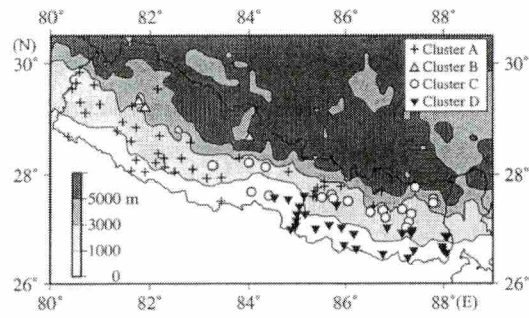 80° 82° 84° 86° 88°
(N)
30°
28°
26°
+ Cluster A
△ Cluster B
○ Cluster C
▼ Cluster D
30°
28°
26°
5000 m
3000
1000
0
80° 82° 84° 86° 88°(E)